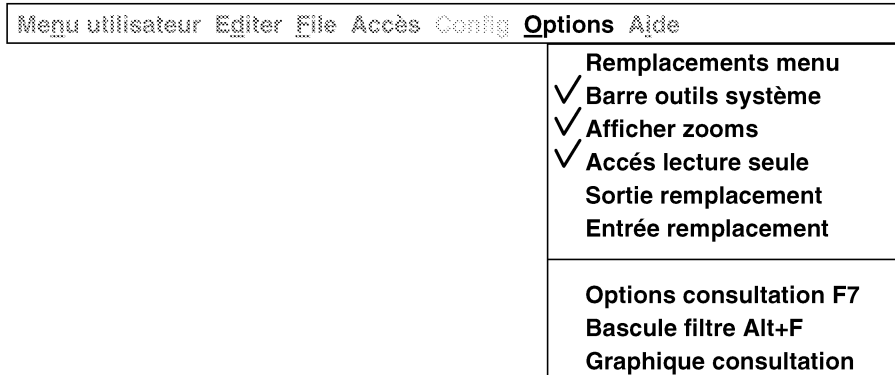 Menu utilisateur Editer File Accès Config Options Aide
Remplacements menu
Barre outils système
Afficher zooms
Accés lecture seule
Sortie remplacement
Entrée remplacement
Options consultation F7
Bascule filtre Alt+F
Graphique consultation